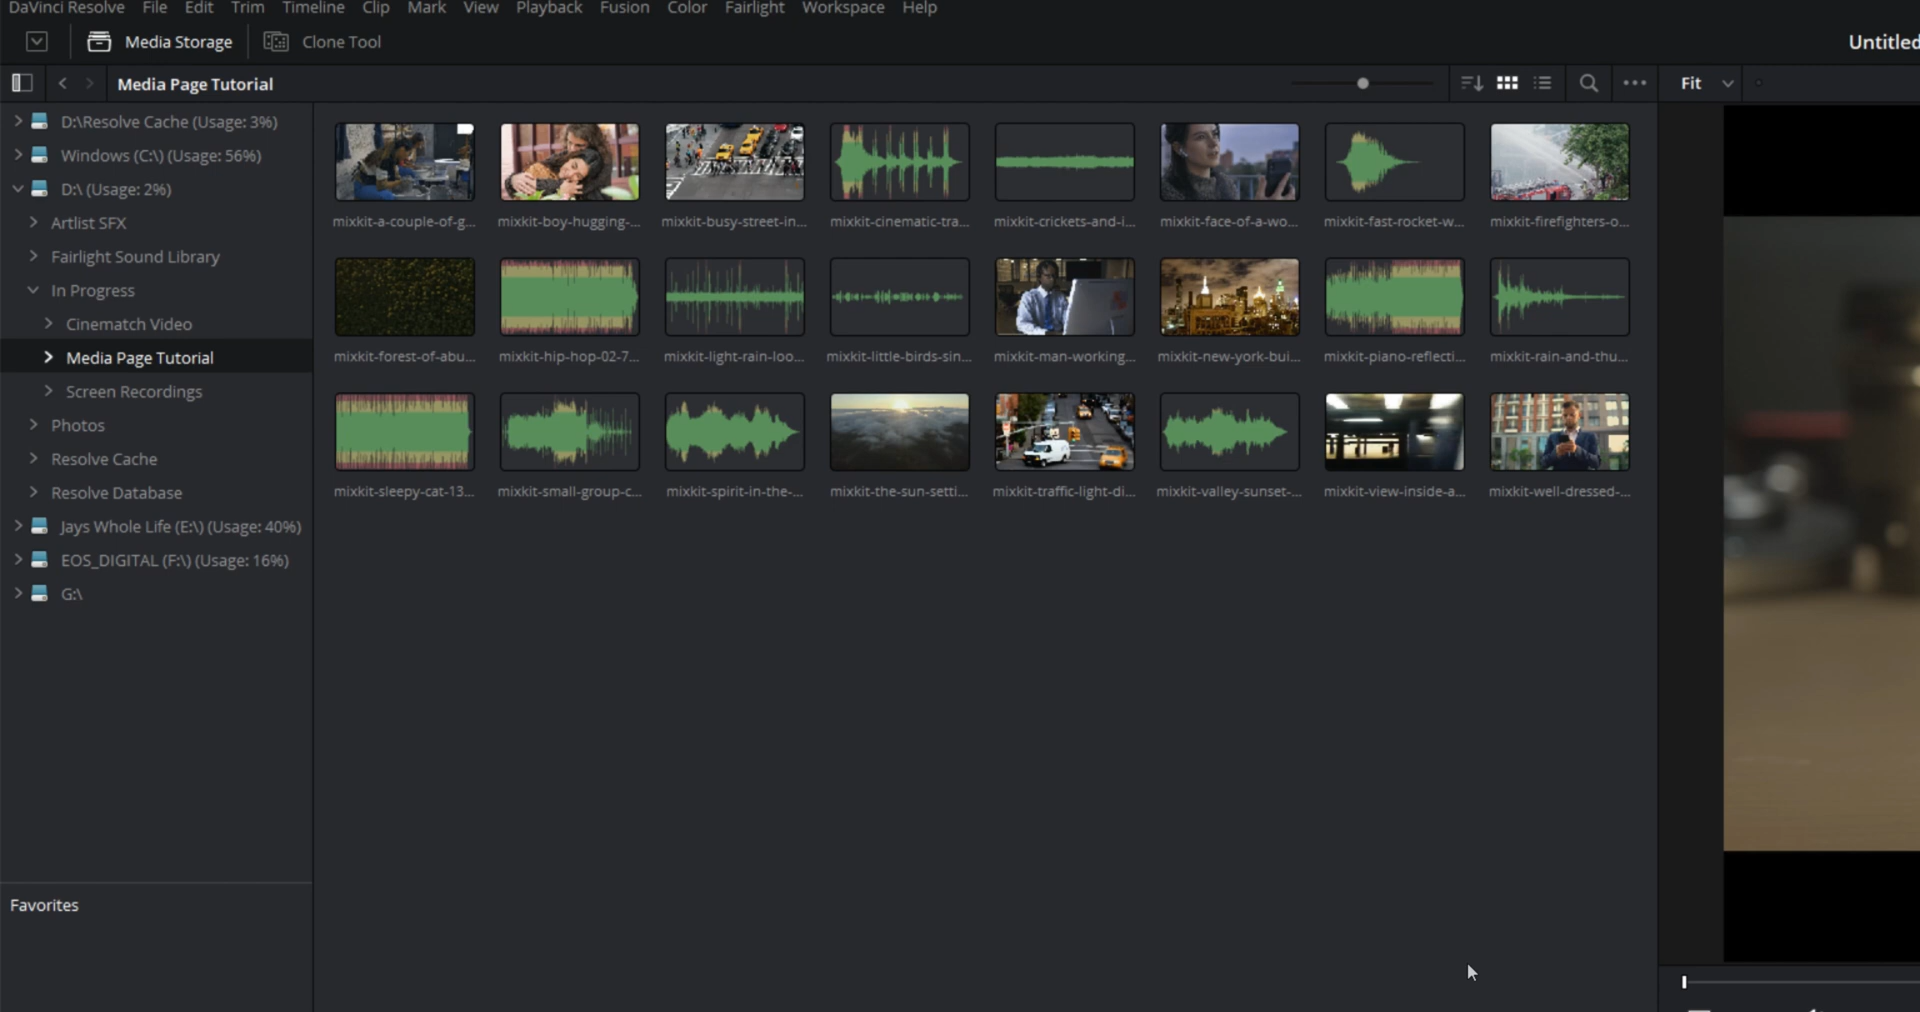 DaVinci Resolve File Edit Trim Timeline Clip Mark View Playback Fusion Color Fairlight Workspace Help
Media Storage Clone Tool Untitled
Media Page Tutorial Fit
D:\Resolve Cache (Usage: 3%)
Windows (C:\) (Usage: 56%)
D:\ (Usage: 2%)
Artlist SFX
Fairlight Sound Library
In Progress
Cinematch Video
Media Page Tutorial
Screen Recordings
Photos
Resolve Cache
Resolve Database
Jays Whole Life (E:\) (Usage: 40%)
EOS_DIGITAL (F:\) (Usage: 16%)
G:\
Favorites
mixkit-a-couple-of-g... mixkit-boy-hugging-... mixkit-busy-street-in... mixkit-cinematic-tra... mixkit-crickets-and-i... mixkit-face-of-a-wo... mixkit-fast-rocket-w... mixkit-firefighters-o...
mixkit-forest-of-abu... mixkit-hip-hop-02-7... mixkit-light-rain-loo... mixkit-little-birds-sin... mixkit-man-working... mixkit-new-york-bui... mixkit-piano-reflecti... mixkit-rain-and-thu...
mixkit-sleepy-cat-13... mixkit-small-group-c... mixkit-spirit-in-the-... mixkit-the-sun-setti... mixkit-traffic-light-di... mixkit-valley-sunset-... mixkit-view-inside-a... mixkit-well-dressed-...